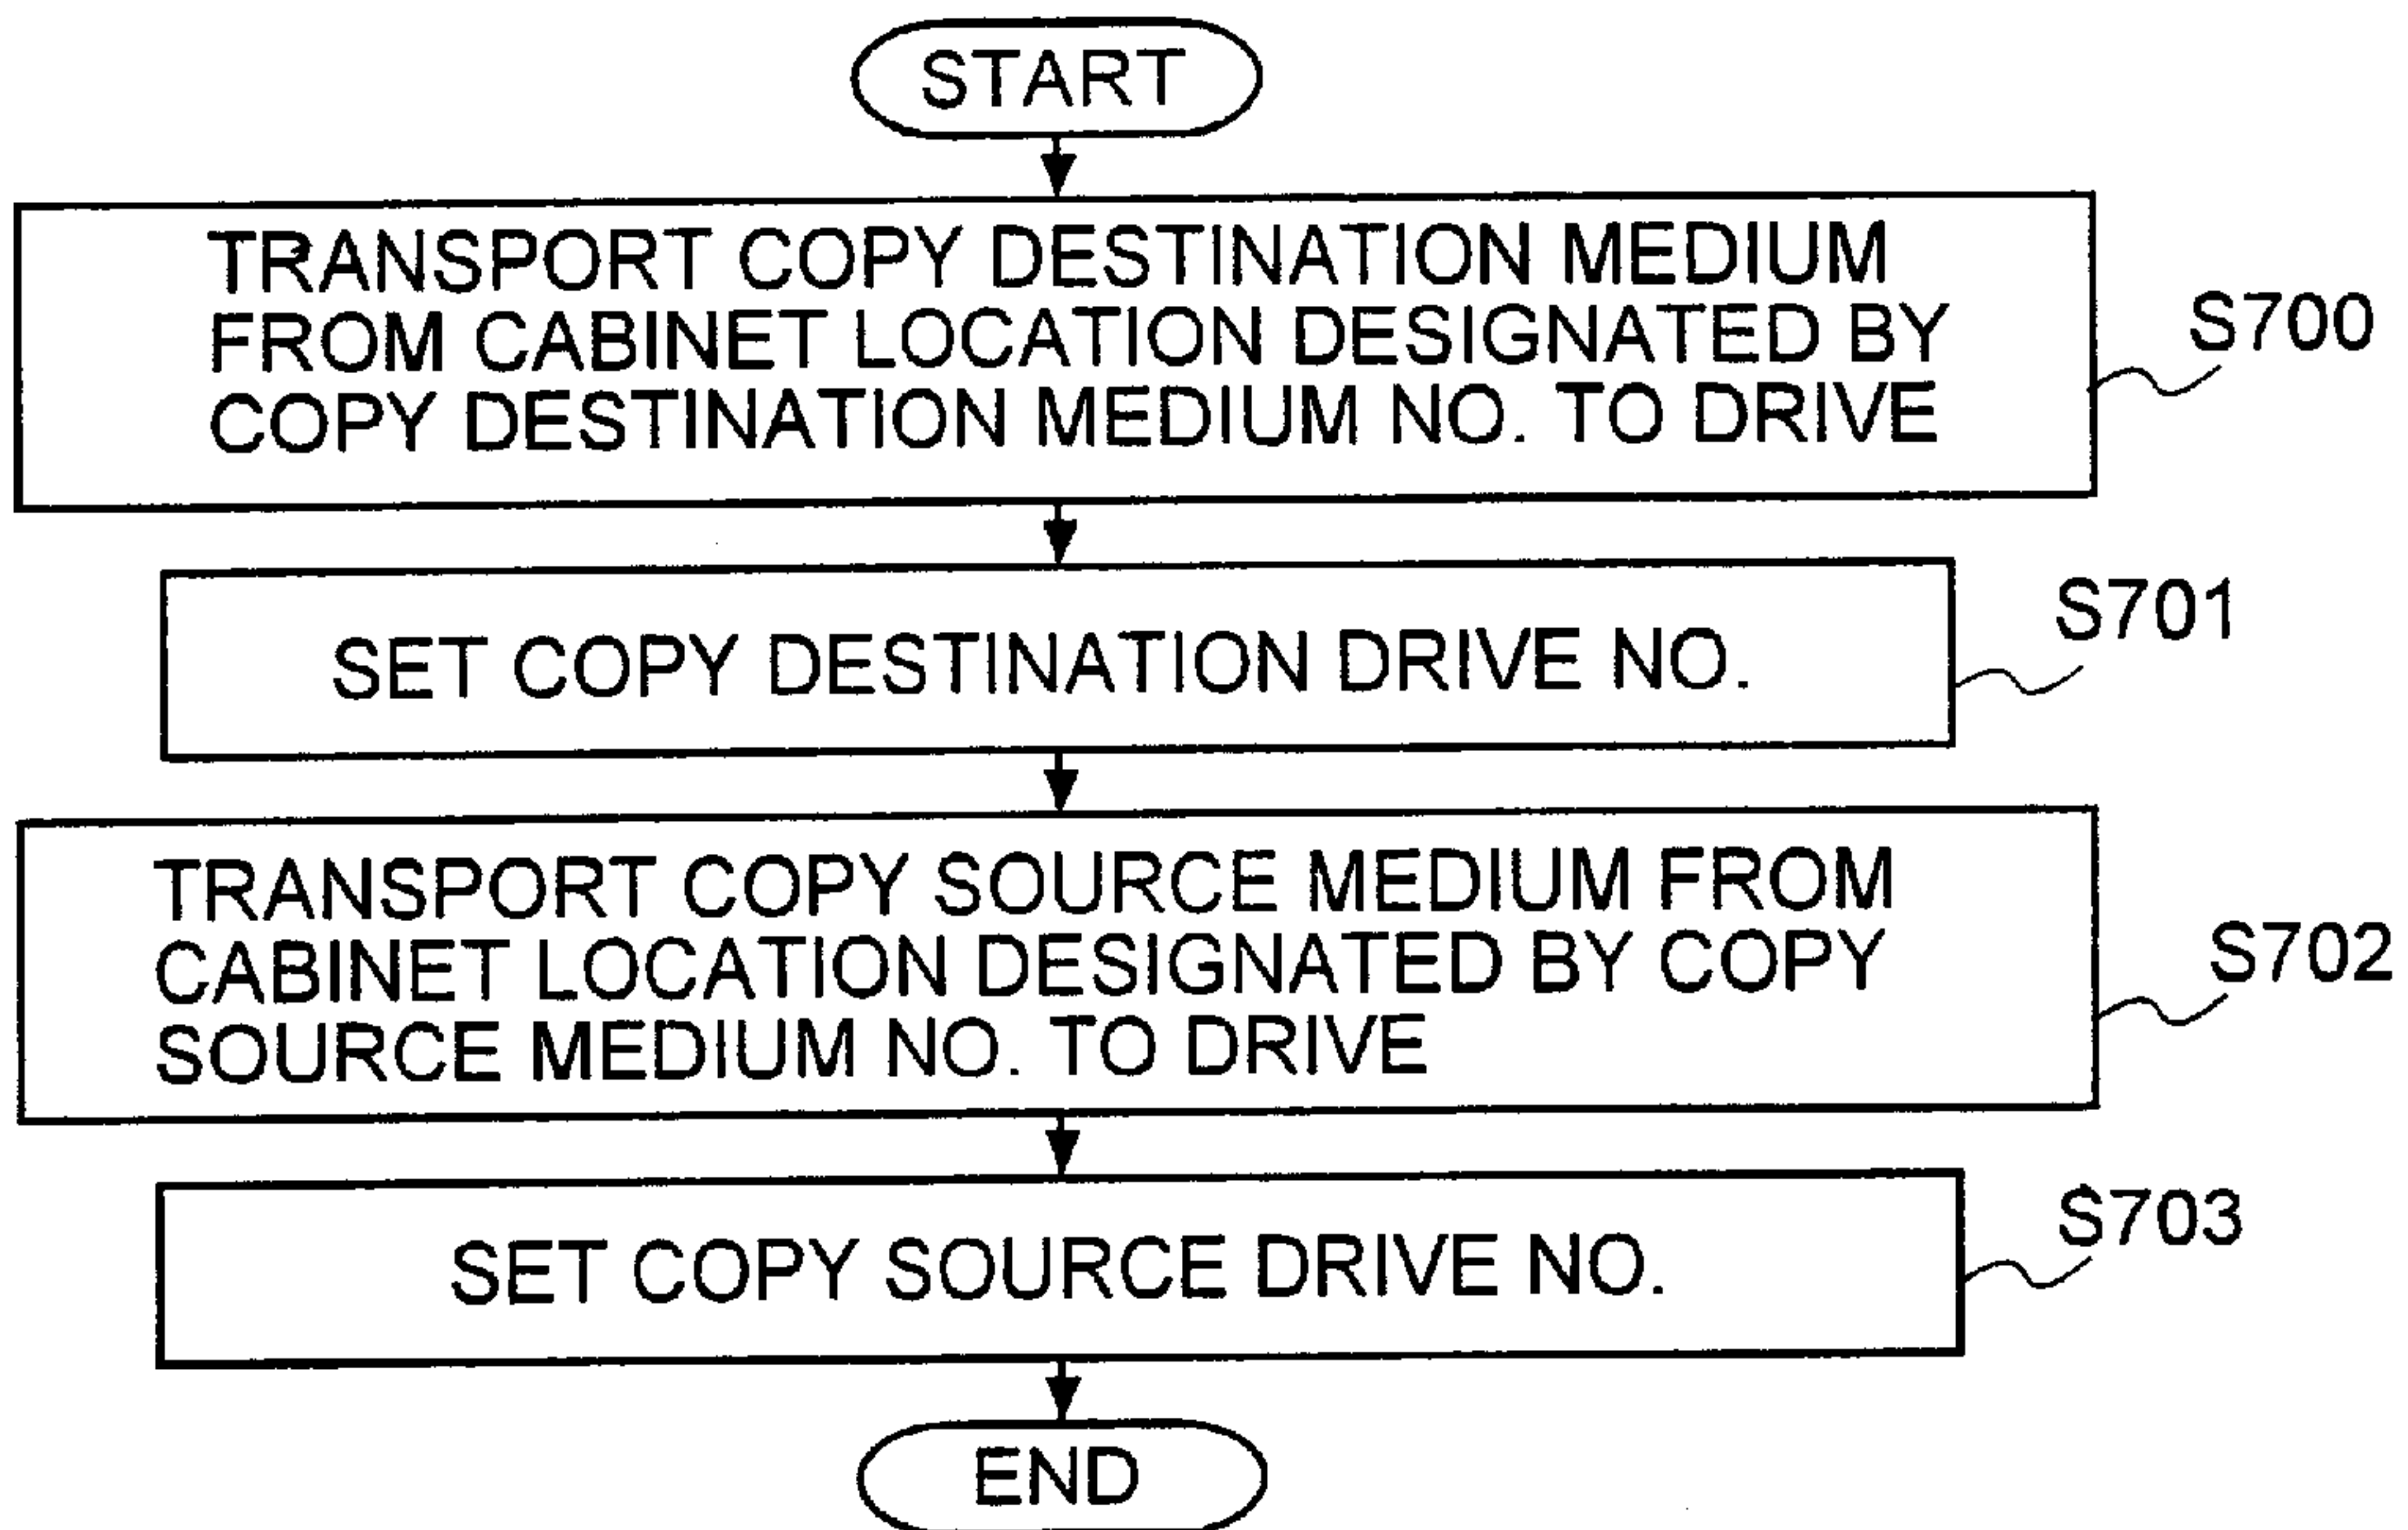 START
TRANSPORT COPY DESTINATION MEDIUM
FROM CABINET LOCATION DESIGNATED BY
COPY DESTINATION MEDIUM NO. TO DRIVE
S700
SET COPY DESTINATION DRIVE NO.
S701
TRANSPORT COPY SOURCE MEDIUM FROM
CABINET LOCATION DESIGNATED BY COPY
SOURCE MEDIUM NO. TO DRIVE
S702
SET COPY SOURCE DRIVE NO.
S703
END